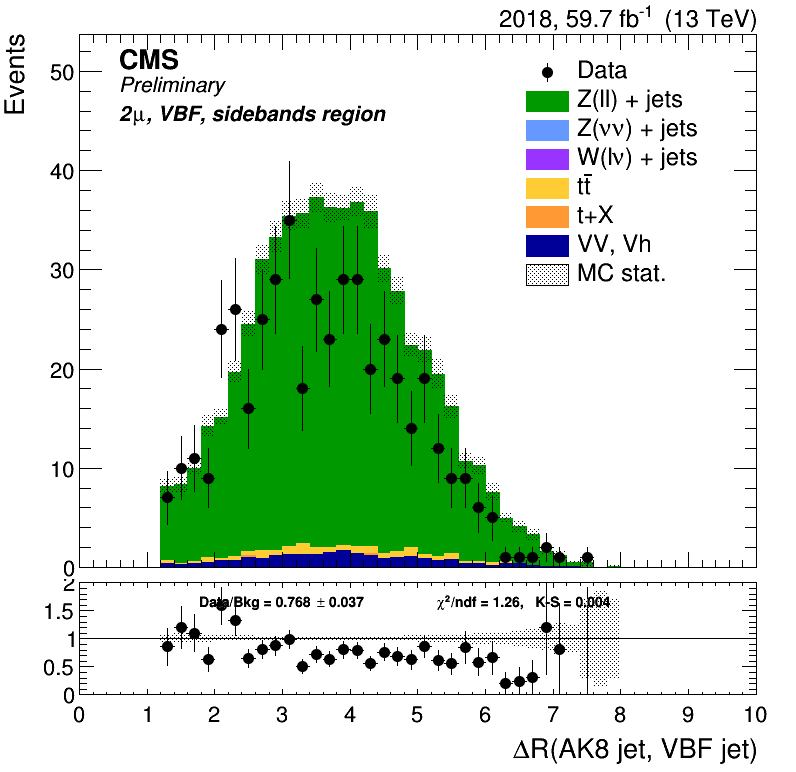 2018, 59.7 fb⁻¹ (13 TeV)
Events
CMS
Preliminary
2μ, VBF, sidebands region
Data
Z(ll) + jets
Z(νν) + jets
W(lν) + jets
tt̄
t+X
VV, Vh
MC stat.
50
40
30
20
10
0
Data/Bkg = 0.768 ± 0.037 χ²/ndf = 1.26, K-S = 0.004
2
1.5
1
0.5
0
0 1 2 3 4 5 6 7 8 9 10
ΔR(AK8 jet, VBF jet)